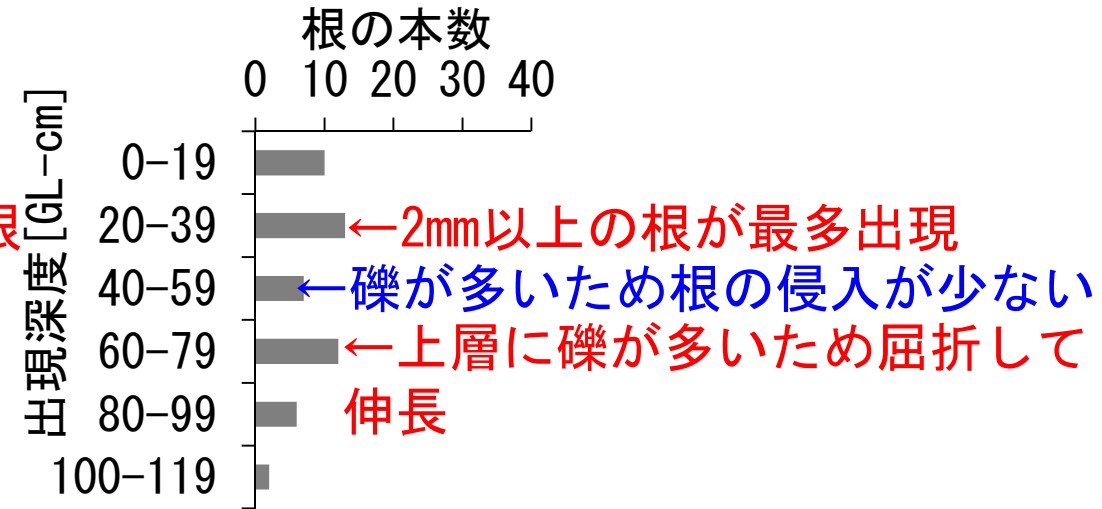 根の本数
0 10 20 30 40
出現深度[GL-cm]
0-19
根
20-39 ←2mm以上の根が最多出現
40-59 ←礫が多いため根の侵入が少ない
60-79 ←上層に礫が多いため屈折して
80-99 伸長
100-119